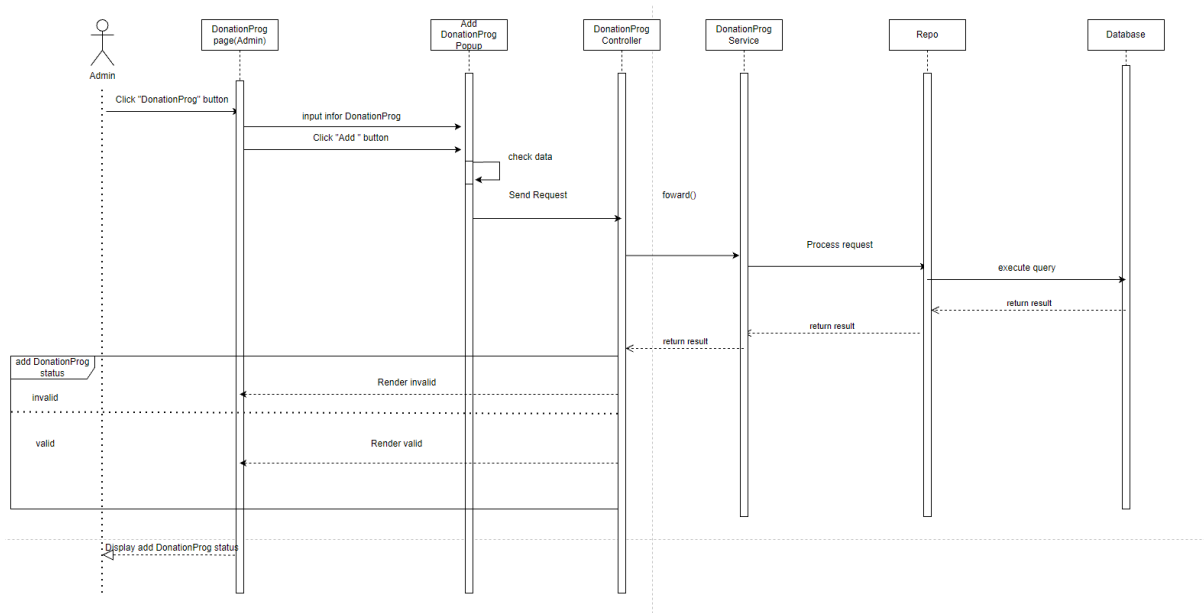 DonationProg
page(Admin)
Add
DonationProg
Popup
DonationProg
Controller
DonationProg
Service
Repo
Database
Admin
Click "DonationProg" button
input infor DonationProg
Click "Add " button
check data
Send Request
foward()
Process request
execute query
return result
return result
return result
add DonationProg
status
Render invalid
invalid
valid
Render valid
Display add DonationProg status